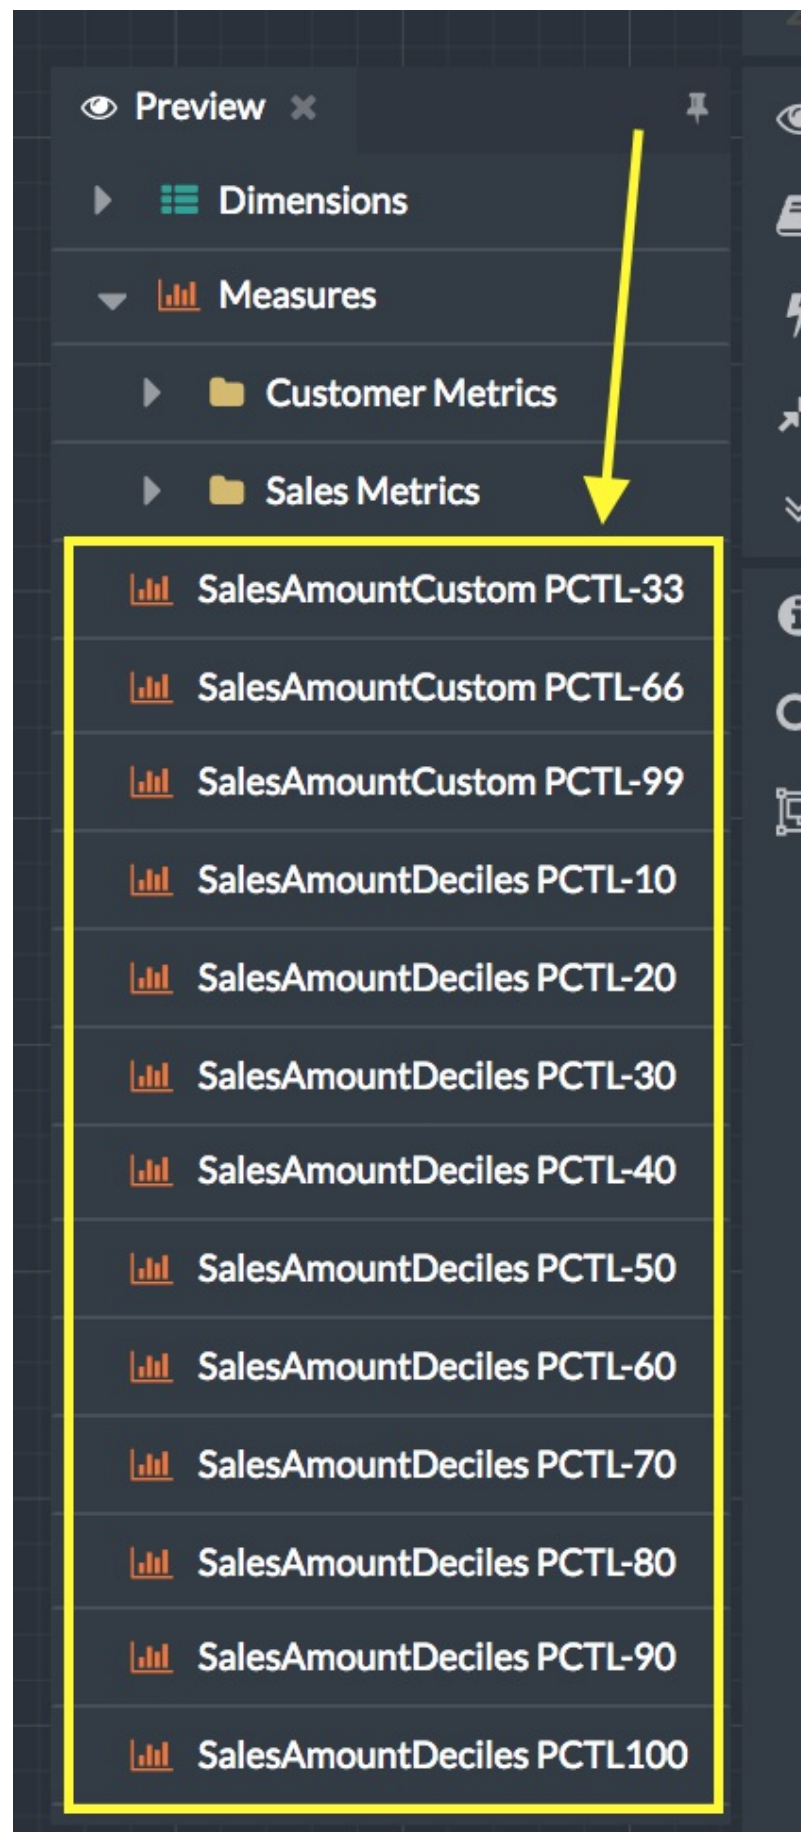 Preview
Dimensions
Measures
Customer Metrics
Sales Metrics
SalesAmountCustom PCTL-33
SalesAmountCustom PCTL-66
SalesAmountCustom PCTL-99
SalesAmountDeciles PCTL-10
SalesAmountDeciles PCTL-20
SalesAmountDeciles PCTL-30
SalesAmountDeciles PCTL-40
SalesAmountDeciles PCTL-50
SalesAmountDeciles PCTL-60
SalesAmountDeciles PCTL-70
SalesAmountDeciles PCTL-80
SalesAmountDeciles PCTL-90
SalesAmountDeciles PCTL100